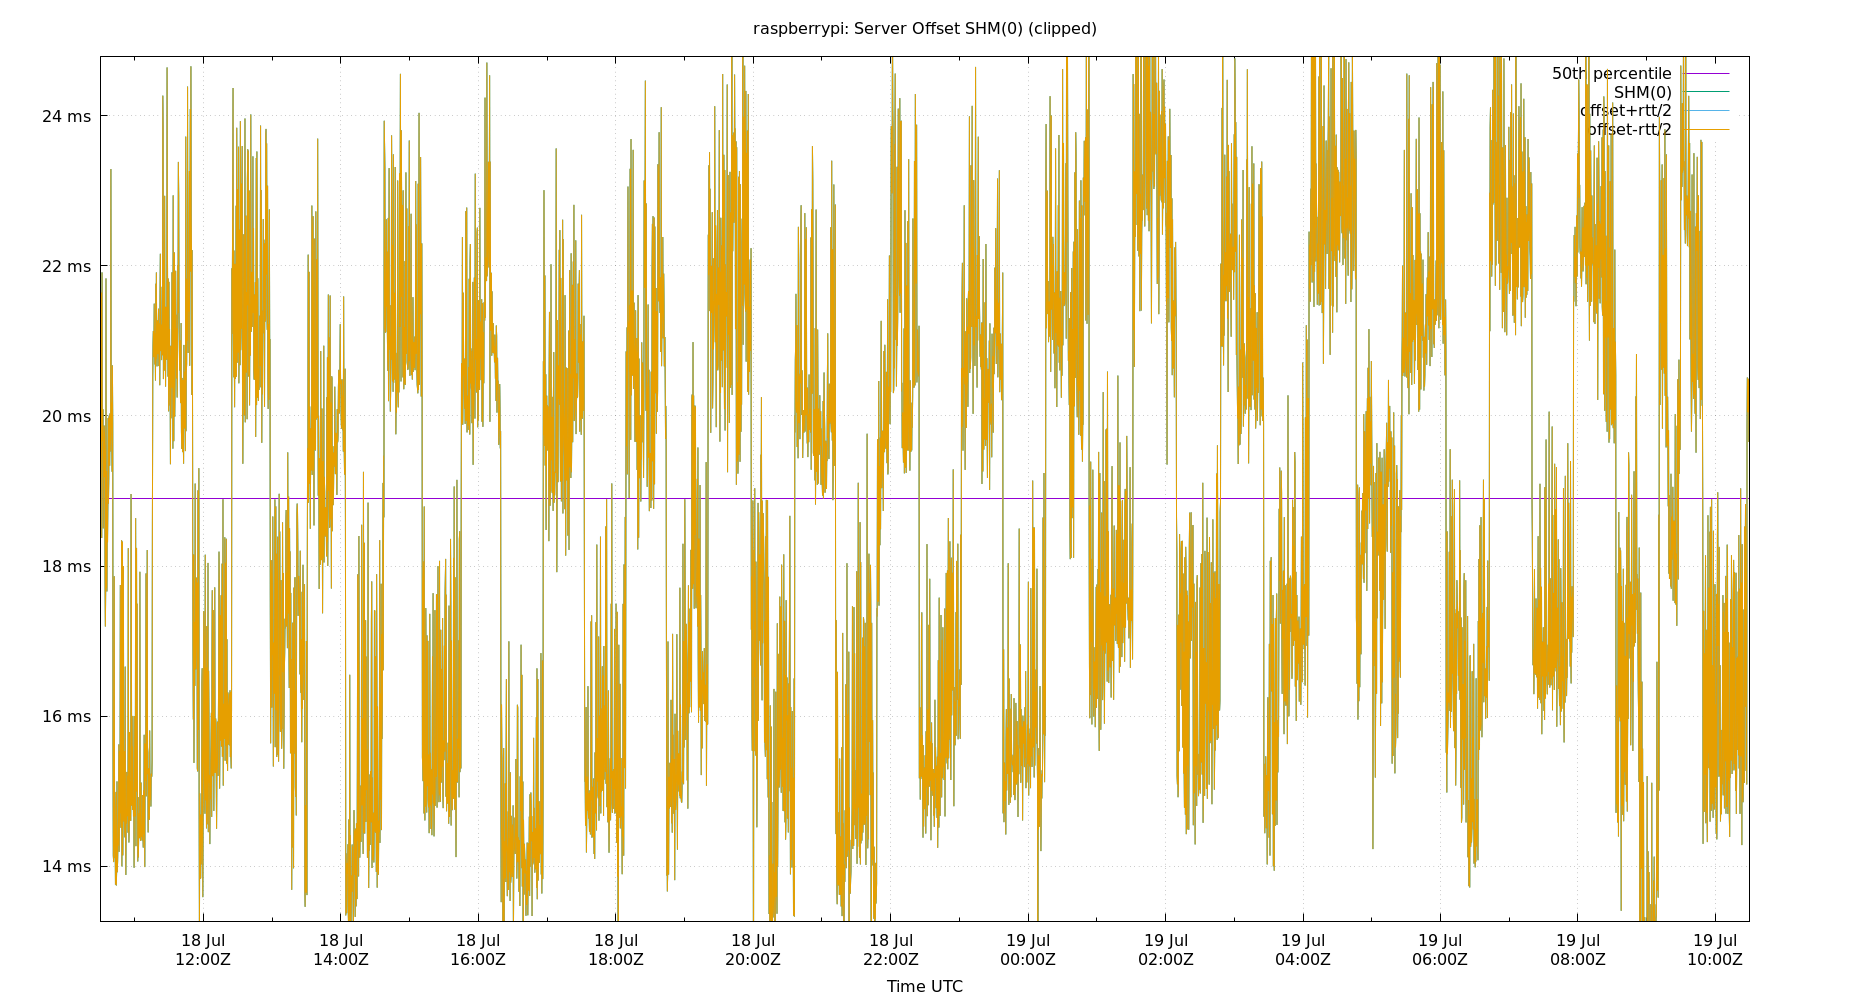 raspberrypi: Server Offset SHM(0) (clipped)
50th percentile
SHM(0)
offset+rtt/2
offset-rtt/2
24 ms
22 ms
20 ms
18 ms
16 ms
14 ms
18 Jul 18 Jul 18 Jul 18 Jul 18 Jul 18 Jul 19 Jul 19 Jul 19 Jul 19 Jul 19 Jul 19 Jul
12:00Z 14:00Z 16:00Z 18:00Z 20:00Z 22:00Z 00:00Z 02:00Z 04:00Z 06:00Z 08:00Z 10:00Z
Time UTC